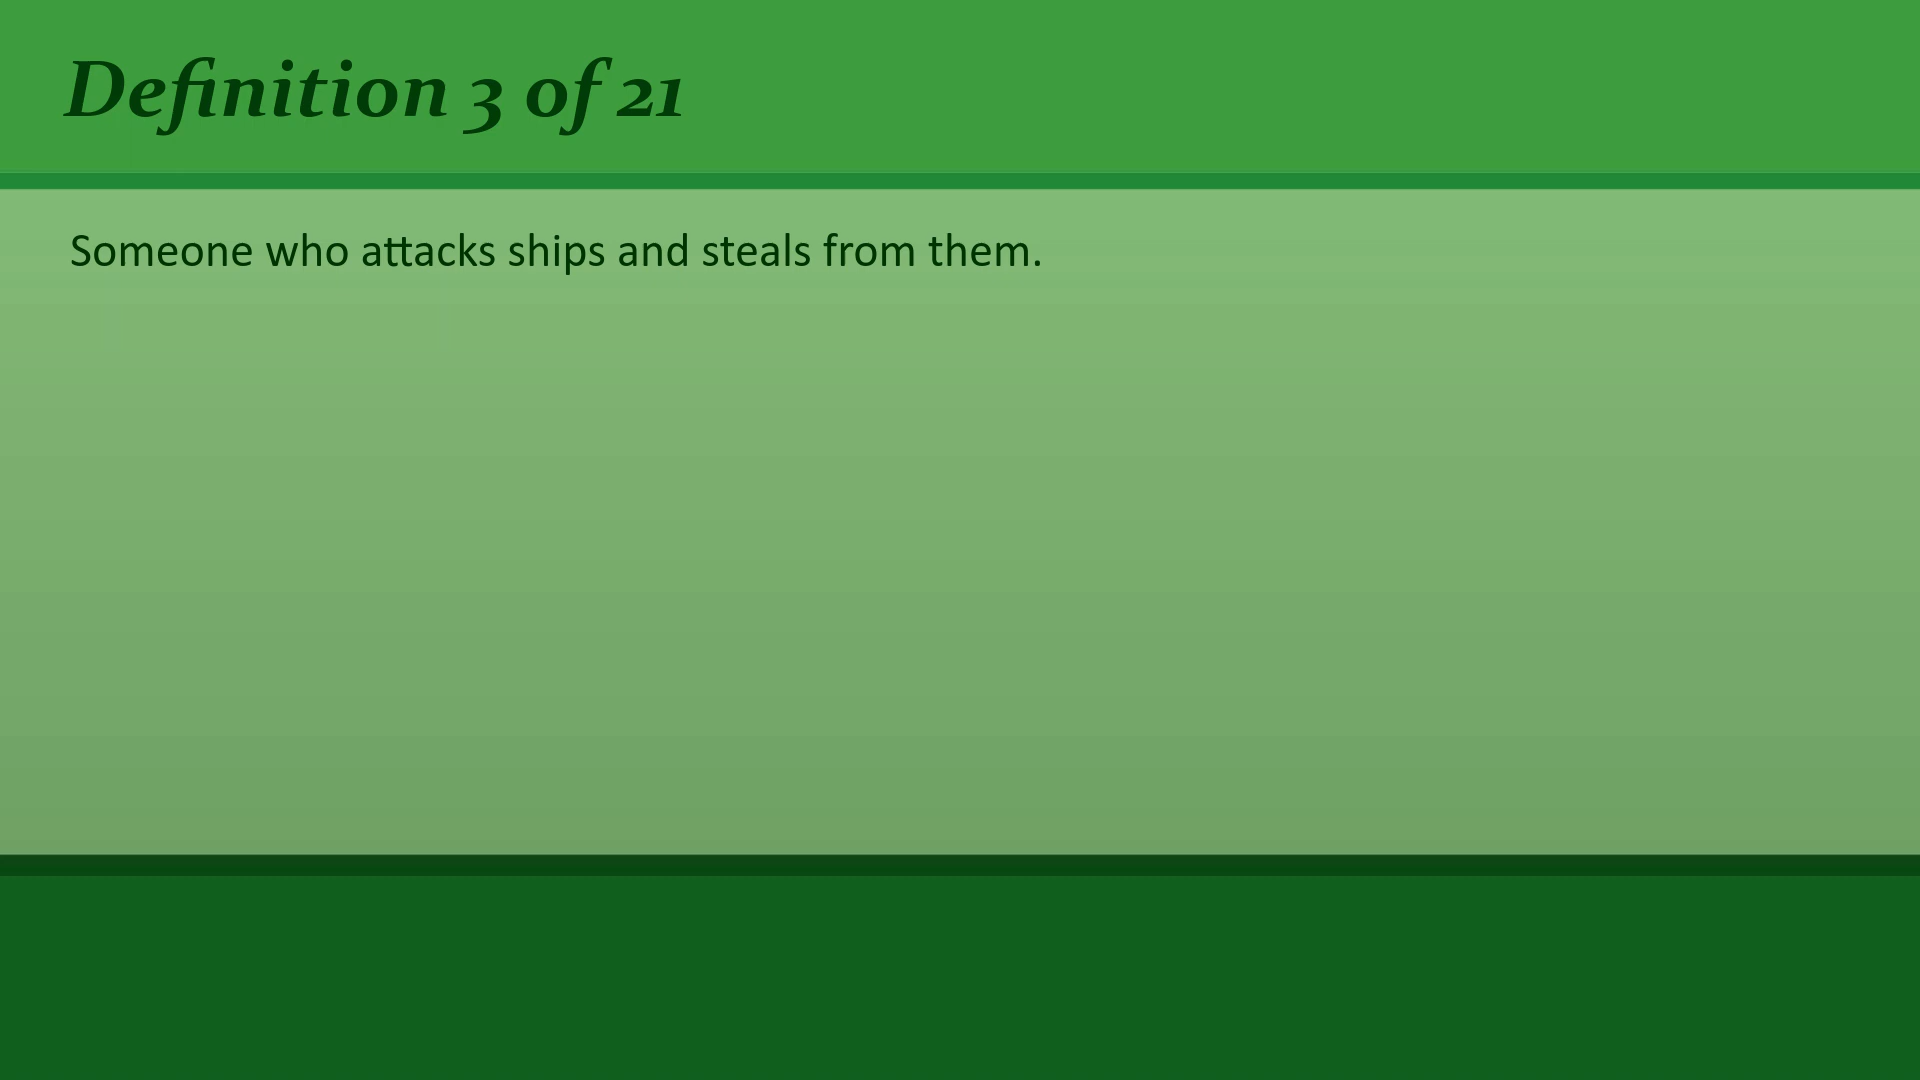 Definition 3 of 21
Someone who attacks ships and steals from them.